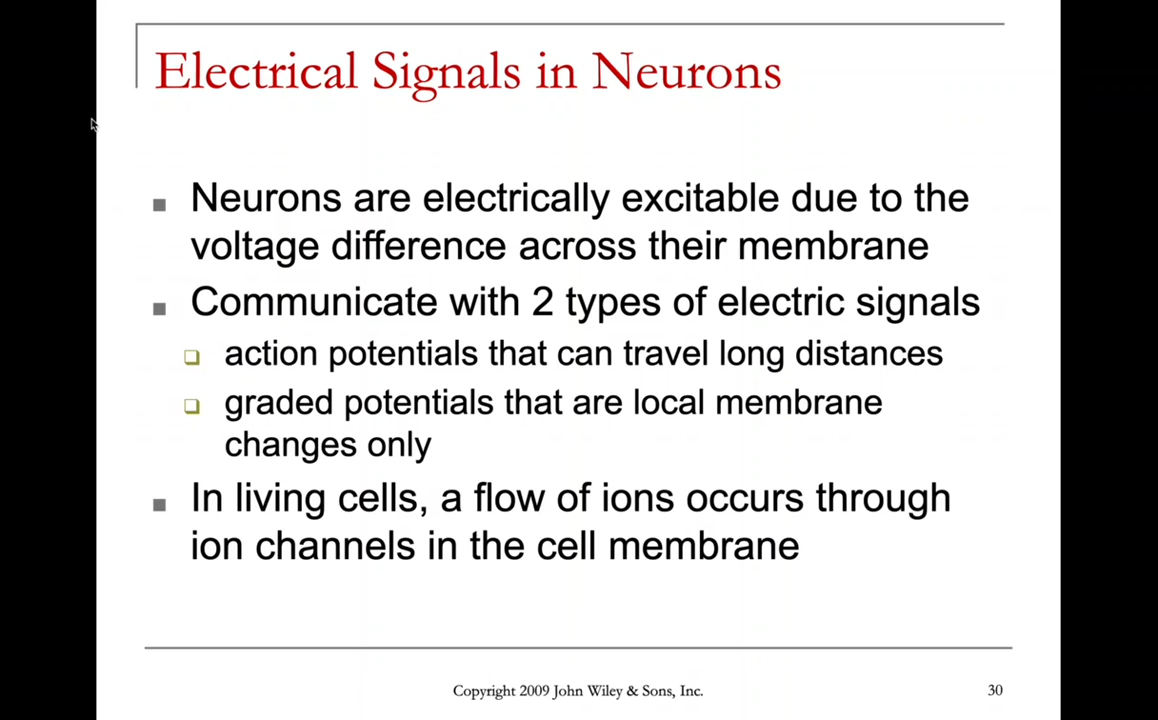 Electrical Signals in Neurons
Neurons are electrically excitable due to the
voltage difference across their membrane
Communicate with 2 types of electric signals
action potentials that can travel long distances
graded potentials that are local membrane
changes only
In living cells, a flow of ions occurs through
ion channels in the cell membrane
Copyright 2009 John Wiley & Sons, Inc.
30